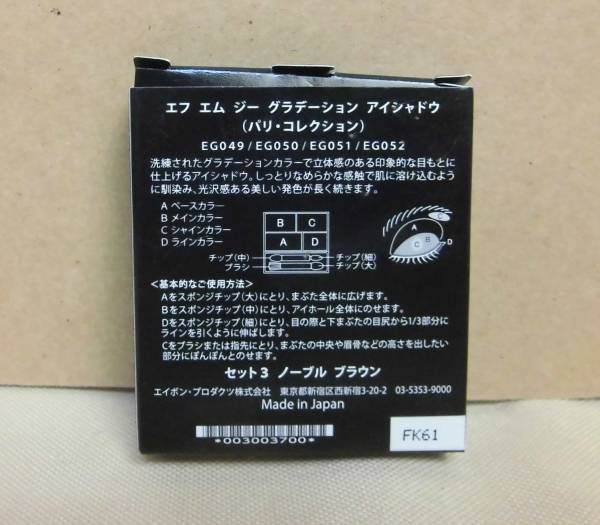 エフ エム ジー グラデーション アイシャドウ
(パリ・コレクション)
EG049/EG050/EG051/EG052
洗練されたグラデーションカラーで立体感のある印象的な目もとに
仕上げるアイシャドウ。しっとりなめらかな感触で肌に溶け込むよう
に馴染み、光沢感ある美しい発色が長く続きます。
A ベースカラー
B メインカラー
C シャインカラー
D ラインカラー
B C
A D
チップ(中) チップ(細)
ブラシ チップ(大)
A
B
C
D
<基本的なご使用方法>
Aをスポンジチップ(大)にとり、まぶた全体に広げます。
Bをスポンジチップ(中)にとり、アイホール全体にのせます。
Dをスポンジチップ(細)にとり、目の際と下まぶたの目尻から1/3部分に
ラインを引くように伸ばします。
Cをブラシまたは指先にとり、まぶたの中央や眉骨などの高さを出したい
部分にぽんぽんとのせます。
セット3 ノーブル ブラウン
エイボン・プロダクツ株式会社 東京都新宿区西新宿3-20-2 03-5353-9000
Made in Japan
*003003700*
FK61